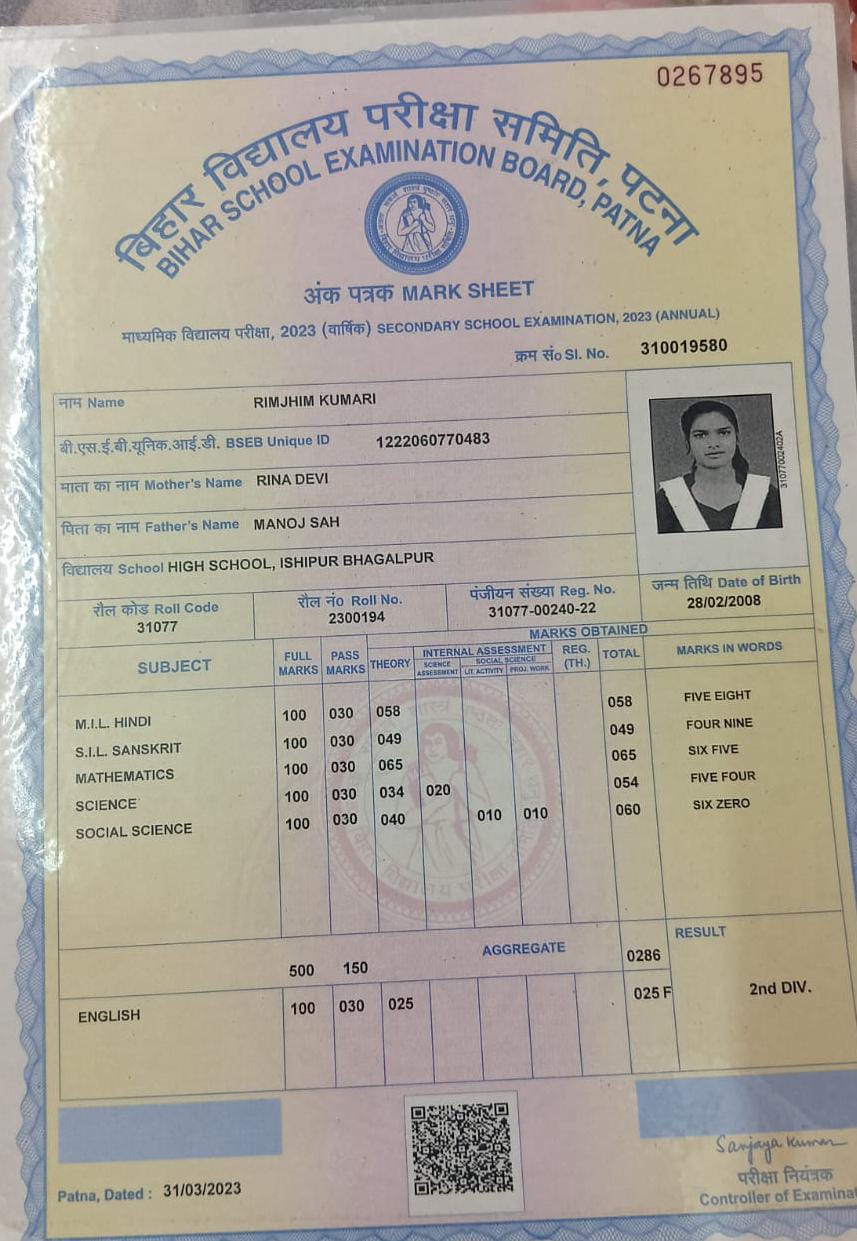 0267895
बिहार विद्यालय परीक्षा समिति, पटना
BIHAR SCHOOL EXAMINATION BOARD, PATNA
अंक पत्रक MARK SHEET
माध्यमिक विद्यालय परीक्षा, 2023 (वार्षिक) SECONDARY SCHOOL EXAMINATION, 2023 (ANNUAL)
क्रम सं० Sl. No. 310019580
नाम Name RIMJHIM KUMARI
बी.एस.ई.बी.यूनिक.आई.डी. BSEB Unique ID 1222060770483
माता का नाम Mother's Name RINA DEVI
पिता का नाम Father's Name MANOJ SAH
विद्यालय School HIGH SCHOOL, ISHIPUR BHAGALPUR
31077002402A
रौल कोड Roll Code रौल नं० Roll No. पंजीयन संख्या Reg. No. जन्म तिथि Date of Birth
31077 2300194 31077-00240-22 28/02/2008
MARKS OBTAINED
SUBJECT FULL MARKS PASS MARKS THEORY INTERNAL ASSESSMENT REG. (TH.) TOTAL MARKS IN WORDS
SCIENCE ASSESSMENT SOCIAL SCIENCE LIT. ACTIVITY PROJ. WORK
M.I.L. HINDI 100 030 058 058 FIVE EIGHT
S.I.L. SANSKRIT 100 030 049 049 FOUR NINE
MATHEMATICS 100 030 065 065 SIX FIVE
SCIENCE 100 030 034 020 054 FIVE FOUR
SOCIAL SCIENCE 100 030 040 010 010 060 SIX ZERO
500 150 AGGREGATE 0286 RESULT
ENGLISH 100 030 025 025 F 2nd DIV.
Sanjaya Kumar
परीक्षा नियंत्रक
Patna, Dated : 31/03/2023 Controller of Examina